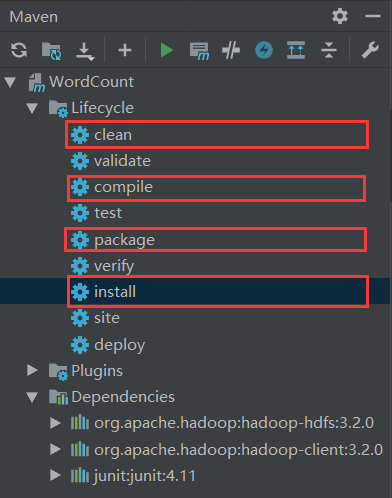 Maven
WordCount
Lifecycle
clean
validate
compile
test
package
verify
install
site
deploy
Plugins
Dependencies
org.apache.hadoop:hadoop-hdfs:3.2.0
org.apache.hadoop:hadoop-client:3.2.0
junit:junit:4.11